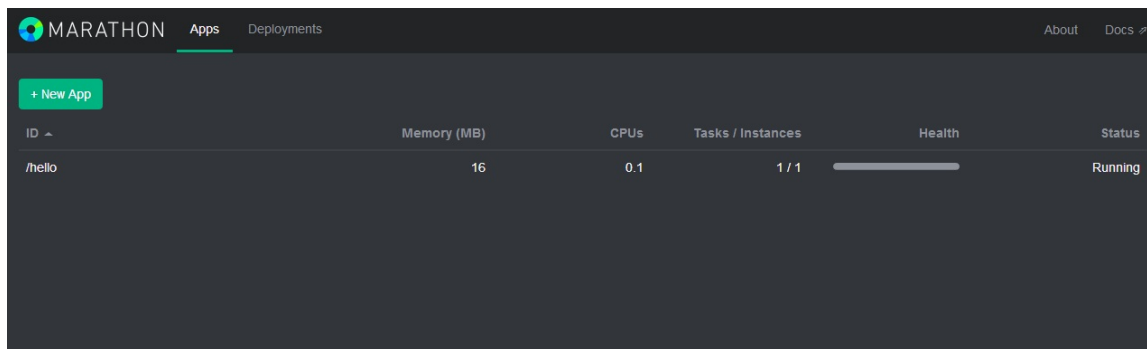 MARATHON Apps Deployments About Docs
+ New App
ID Memory (MB) CPUs Tasks / Instances Health Status
/hello 16 0.1 1 / 1 Running